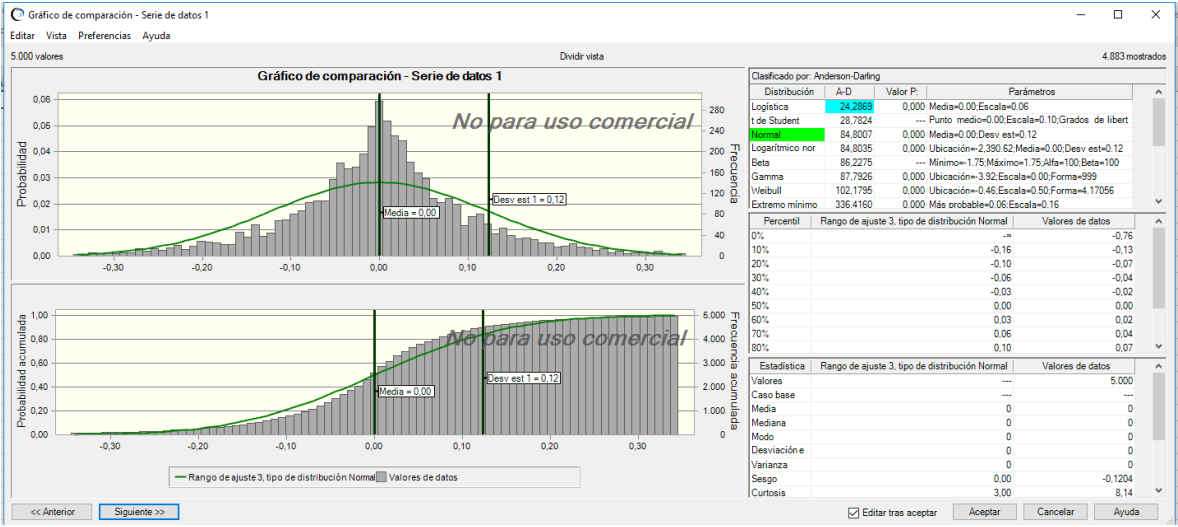 Gráfico de comparación - Serie de datos 1
Editar Vista Preferencias Ayuda
5.000 valores Dividir vista 4.883 mostrados
Gráfico de comparación - Serie de datos 1
No para uso comercial
Probabilidad
0,06
0,05
0,04
0,03
0,02
0,01
0,00
Media = 0,00
Desv est 1 = 0,12
280
240
200
160
120
80
40
0
Frecuencia
-0,30 -0,20 -0,10 0,00 0,10 0,20 0,30
No para uso comercial
Probabilidad acumulada
1,00
0,80
0,60
0,40
0,20
0,00
Media = 0,00
Desv est 1 = 0,12
5.000
4.000
3.000
2.000
1.000
0
Frecuencia acumulada
-0,30 -0,20 -0,10 0,00 0,10 0,20 0,30
Rango de ajuste 3, tipo de distribución Normal Valores de datos
Clasificado por: Anderson-Darling
Distribución A-D Valor P: Parámetros
Logística 24,2869 0,000 Media=0.00;Escala=0.06
t de Student 28,7824 --- Punto medio=0.00;Escala=0.10;Grados de libert
Normal 84,8007 0,000 Media=0.00;Desv est=0.12
Logarítmico nor 84,8035 0,000 Ubicación=-2,390.62;Media=0.00;Desv est=0.12
Beta 86,2275 --- Mínimo=-1.75;Máximo=1.75;Alfa=100;Beta=100
Gamma 87,7926 0,000 Ubicación=-3.92;Escala=0.00;Forma=999
Weibull 102,1795 0,000 Ubicación=-0.46;Escala=0.50;Forma=4.17056
Extremo mínimo 336,4160 0,000 Más probable=0.06;Escala=0.16
Percentil Rango de ajuste 3, tipo de distribución Normal Valores de datos
0% -∞ -0,76
10% -0,16 -0,13
20% -0,10 -0,07
30% -0,06 -0,04
40% -0,03 -0,02
50% 0,00 0,00
60% 0,03 0,02
70% 0,06 0,04
80% 0,10 0,07
Estadística Rango de ajuste 3, tipo de distribución Normal Valores de datos
Valores --- 5.000
Caso base --- ---
Media 0 0
Mediana 0 0
Modo 0 0
Desviación e 0 0
Varianza 0 0
Sesgo 0,00 -0,1204
Curtosis 3,00 8,14
<< Anterior Siguiente >> Editar tras aceptar Aceptar Cancelar Ayuda